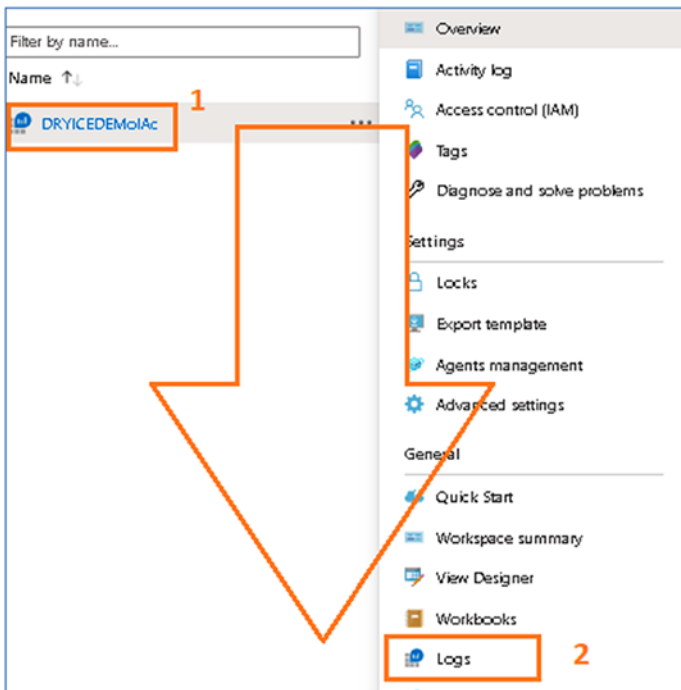 Filter by name...
Name ↑↓
DRYICEDEMoIAc
1
...
Overview
Activity log
Access control (IAM)
Tags
Diagnose and solve problems
Settings
Locks
Export template
Agents management
Advanced settings
General
Quick Start
Workspace summary
View Designer
Workbooks
Logs
2